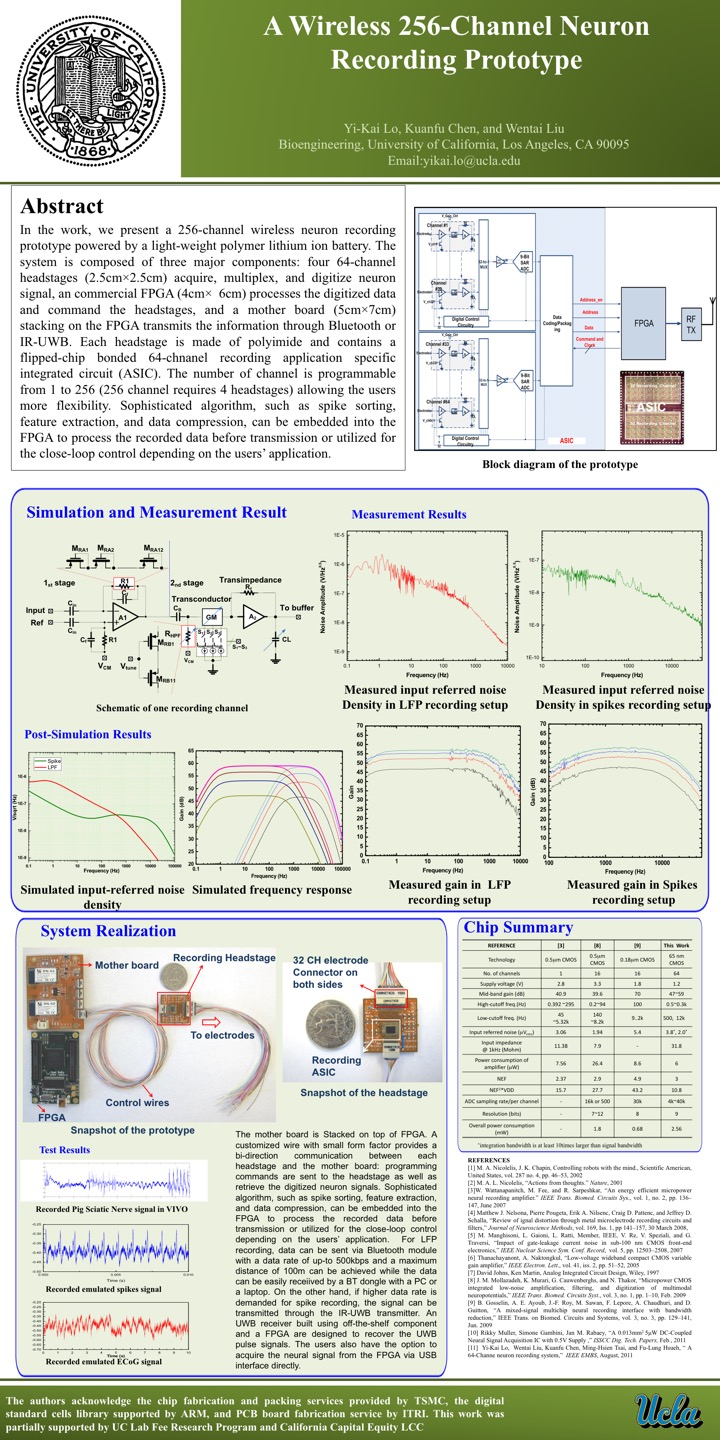 THE UNIVERSITY OF CALIFORNIA
LET THERE BE LIGHT
1868
A Wireless 256-Channel Neuron
Recording Prototype
Yi-Kai Lo, Kuanfu Chen, and Wentai Liu
Bioengineering, University of California, Los Angeles, CA 90095
Email:yikai.lo@ucla.edu
Abstract
In the work, we present a 256-channel wireless neuron recording
prototype powered by a light-weight polymer lithium ion battery. The
system is composed of three major components: four 64-channel
headstages (2.5cm×2.5cm) acquire, multiplex, and digitize neuron
signal, an commercial FPGA (4cm× 6cm) processes the digitized data
and command the headstages, and a mother board (5cm×7cm)
stacking on the FPGA transmits the information through Bluetooth or
IR-UWB. Each headstage is made of polyimide and contains a
flipped-chip bonded 64-chnanel recording application specific
integrated circuit (ASIC). The number of channel is programmable
from 1 to 256 (256 channel requires 4 headstages) allowing the users
more flexibility. Sophisticated algorithm, such as spike sorting,
feature extraction, and data compression, can be embedded into the
FPGA to process the recorded data before transmission or utilized for
the close-loop control depending on the users' application.
Channel #1
9-Bit
SAR
ADC
Digital Control
Circuitry
Channel #33
Channel #64
9-Bit
SAR
ADC
Digital Control
Circuitry
Data
Coding/Packag
ing
Address_en
Address
Data
Command and
Clock
FPGA
RF
TX
ASIC
ASIC
Block diagram of the prototype
Simulation and Measurement Result
Measurement Results
1st stage
2nd stage
Transimpedance
Transconductor
To buffer
Input
Ref
A1
GM
A2
CL
R1
VCM
Vtune
MRA1
MRA2
MRA12
MRB1
MRB11
RHPF
Schematic of one recording channel
Noise Amplitude (V/Hz^0.5)
Frequency (Hz)
Measured input referred noise
Density in LFP recording setup
Noise Amplitude (V/Hz^0.5)
Frequency (Hz)
Measured input referred noise
Density in spikes recording setup
Post-Simulation Results
Spike
LPF
Frequency (Hz)
Simulated input-referred noise
density
Gain (dB)
Frequency (Hz)
Simulated frequency response
Gain
Frequency (Hz)
Measured gain in LFP
recording setup
Gain (dB)
Frequency (Hz)
Measured gain in Spikes
recording setup
System Realization
Mother board
Recording Headstage
To electrodes
Control wires
FPGA
Snapshot of the prototype
32 CH electrode
Connector on
both sides
Recording
ASIC
Snapshot of the headstage
Test Results
Recorded Pig Sciatic Nerve signal in VIVO
Time (s)
Recorded emulated spikes signal
Time (s)
Recorded emulated ECoG signal
The mother board is Stacked on top of FPGA. A
customized wire with small form factor provides a
bi-direction communication between each
headstage and the mother board: programming
commands are sent to the headstage as well as
retrieve the digitized neuron signals. Sophisticated
algorithm, such as spike sorting, feature extraction,
and data compression, can be embedded into the
FPGA to process the recorded data before
transmission or utilized for the close-loop control
depending on the users' application. For LFP
recording, data can be sent via Bluetooth module
with a data rate of up-to 500kbps and a maximum
distance of 100m can be achieved while the data
can be easily received by a BT dongle with a PC or
a laptop. On the other hand, if higher data rate is
demanded for spike recording, the signal can be
transmitted through the IR-UWB transmitter. An
UWB receiver built using off-the-shelf component
and a FPGA are designed to recover the UWB
pulse signals. The users also have the option to
acquire the neural signal from the FPGA via USB
interface directly.
Chip Summary
REFERENCE [3] [8] [9] This Work
Technology 0.5μm CMOS 0.5μm CMOS 0.18μm CMOS 65 nm CMOS
No. of channels 1 16 16 64
Supply voltage (V) 2.8 3.3 1.8 1.2
Mid-band gain (dB) 40.9 39.6 70 47~59
High-cutoff freq.(Hz) 0.392 ~295 0.2~94 100 0.5~0.3k
Low-cutoff freq. (Hz) 45 ~5.32k 140 ~8.2k 9..2k 500, 12k
Input referred noise (μVrms) 3.06 1.94 5.4 3.8*, 2.0*
Input impedance @ 1kHz (Mohm) 11.38 7.9 - 31.8
Power consumption of amplifier (μW) 7.56 26.4 8.6 6
NEF 2.37 2.9 4.9 3
NEF²*VDD 15.7 27.7 43.2 10.8
ADC sampling rate/per channel - 16k or 500 30k 4k~40k
Resolution (bits) - 7~12 8 9
Overall power consumption (mW) - 1.8 0.68 2.56
*integration bandwidth is at least 10times larger than signal bandwidth
REFERENCES
[1] M. A. Nicolelis, J. K. Chapin, Controlling robots with the mind., Scientific American,
United States, vol. 287 no. 4, pp. 46–53, 2002
[2] M. A. L. Nicolelis, "Actions from thoughts." Nature, 2001
[3]W. Wattanapanitch, M. Fee, and R. Sarpeshkar, "An energy efficient micropower
neural recording amplifier." IEEE Trans. Biomed. Circuits Sys., vol. 1, no. 2, pp. 136–
147, June 2007
[4] Matthew J. Nelsona, Pierre Pougeta, Erik A. Nilsenc, Craig D. Pattene, and Jeffrey D.
Schalla, "Review of ignal distortion through metal microelectrode recording circuits and
filters," Journal of Neuroscience Methods, vol. 169, Iss. 1, pp 141–157, 30 March 2008,
[5] M. Manghisoni, L. Gaioni, L. Ratti, Member, IEEE, V. Re, V. Speziali, and G.
Traversi, "Impact of gate-leakage current noise in sub-100 nm CMOS front-end
electronics," IEEE Nuclear Science Sym. Conf. Record, vol. 5, pp. 12503–2508, 2007
[6] Thanachayanont, A. Naktongkul, "Low-voltage wideband compact CMOS variable
gain amplifier," IEEE Electron. Lett., vol. 41, iss. 2, pp. 51–52, 2005
[7] David Johns, Ken Martin, Analog Integrated Circuit Design, Wiley, 1997
[8] J. M. Mollazadeh, K. Murari, G. Cauwenberghs, and N. Thakor, "Micropower CMOS
integrated low-noise amplification, filtering, and digitization of multimodal
neuropotentials," IEEE Trans. Biomed. Circuits Syst., vol. 3, no. 1, pp. 1–10, Feb. 2009
[9] B. Gosselin, A. E. Ayoub, J.-F. Roy, M. Sawan, F. Lepore, A. Chaudhuri, and D.
Guitton, "A mixed-signal multichip neural recording interface with bandwidth
reduction," IEEE Trans. on Biomed. Circuits and Systems, vol. 3, no. 3, pp. 129–141,
Jun. 2009
[10] Rikky Muller, Simone Gambini, Jan M. Rabaey, "A 0.013mm² 5μW DC-Coupled
Neural Signal Acquisition IC with 0.5V Supply ," ISSCC Dig. Tech. Papers, Feb., 2011
[11] Yi-Kai Lo, Wentai Liu, Kuanfu Chen, Ming-Hsien Tsai, and Fu-Lung Hsueh, " A
64-Channe neuron recording system," IEEE EMBS, August, 2011
The authors acknowledge the chip fabrication and packing services provided by TSMC, the digital
standard cells library supported by ARM, and PCB board fabrication service by ITRI. This work was
partially supported by UC Lab Fee Research Program and California Capital Equity LCC
Ucla